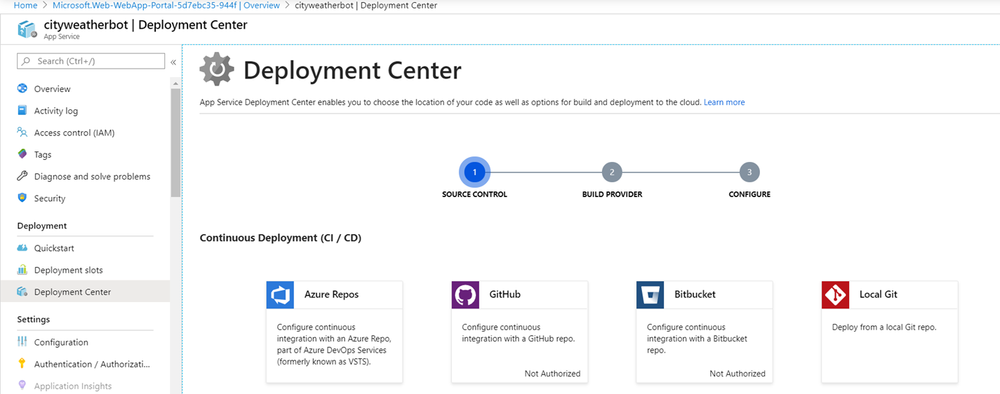 Home > Microsoft.Web-WebApp-Portal-5d7ebc35-944f | Overview > cityweatherbot | Deployment Center
cityweatherbot | Deployment Center
App Service
Search (Ctrl+/)
«
Overview
Activity log
Access control (IAM)
Tags
Diagnose and solve problems
Security
Deployment
Quickstart
Deployment slots
Deployment Center
Settings
Configuration
Authentication / Authorizati...
Application Insights
Deployment Center
App Service Deployment Center enables you to choose the location of your code as well as options for build and deployment to the cloud. Learn more
1 2 3
SOURCE CONTROL BUILD PROVIDER CONFIGURE
Continuous Deployment (CI / CD)
Azure Repos
Configure continuous
integration with an Azure Repo,
part of Azure DevOps Services
(formerly known as VSTS).
GitHub
Configure continuous
integration with a GitHub repo.
Not Authorized
Bitbucket
Configure continuous
integration with a Bitbucket
repo.
Not Authorized
Local Git
Deploy from a local Git repo.